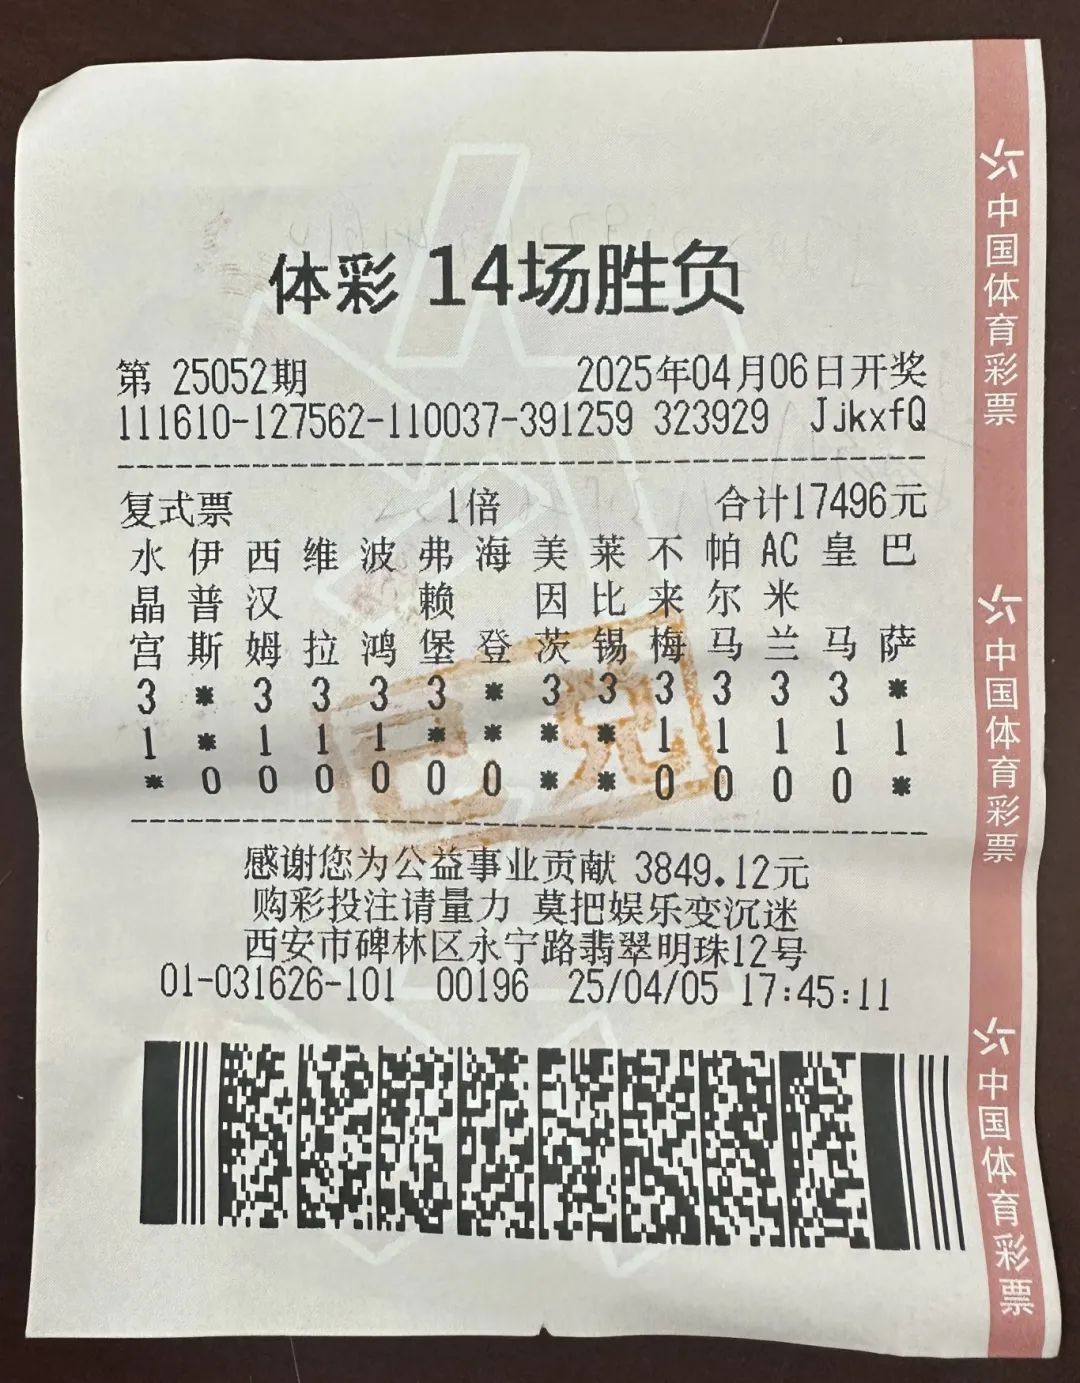 体彩 14场胜负
第 25052期 2025年04月06日开奖
111610-127562-110037-391259 323929 JjkxfQ
复式票 1倍 合计17496元
水 伊 西 维 波 弗 海 美 莱 不 帕 AC 皇 巴
晶 普 汉 赖 因 比 来 尔 米
宫 斯 姆 拉 鸿 堡 登 茨 锡 梅 马 兰 马 萨
3 * 3 3 3 3 * 3 3 3 3 3 3 *
1 * 1 1 1 * * * * 1 1 1 1 1
* 0 0 0 0 0 0 * * 0 0 0 0 *
感谢您为公益事业贡献 3849.12元
购彩投注请量力 莫把娱乐变沉迷
西安市碑林区永宁路翡翠明珠12号
01-031626-101 00196 25/04/05 17:45:11
已兑
中国体育彩票
中国体育彩票
中国体育彩票